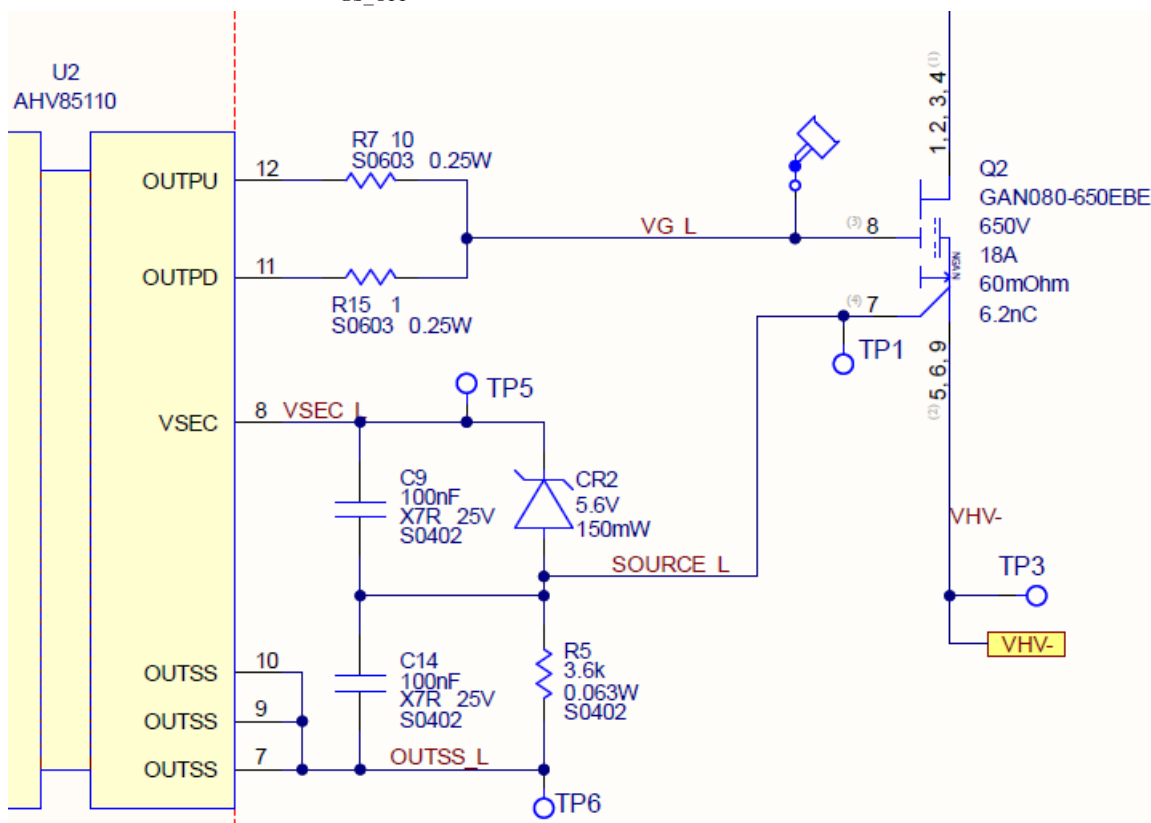 U2
AHV85110
OUTPU
12
R7 10
S0603 0.25W
OUTPD
11
R15 1
S0603 0.25W
VG_L
(3) 8
1, 2, 3, 4 (1)
Q2
GAN080-650EBE
650V
18A
60mOhm
6.2nC
NGAN
(4) 7
TP1
(2) 5, 6, 9
VSEC
8
VSEC_L
TP5
C9
100nF
X7R 25V
S0402
CR2
5.6V
150mW
SOURCE_L
VHV-
TP3
VHV-
OUTSS
10
OUTSS
9
OUTSS
7
C14
100nF
X7R 25V
S0402
R5
3.6k
0.063W
S0402
OUTSS_L
TP6